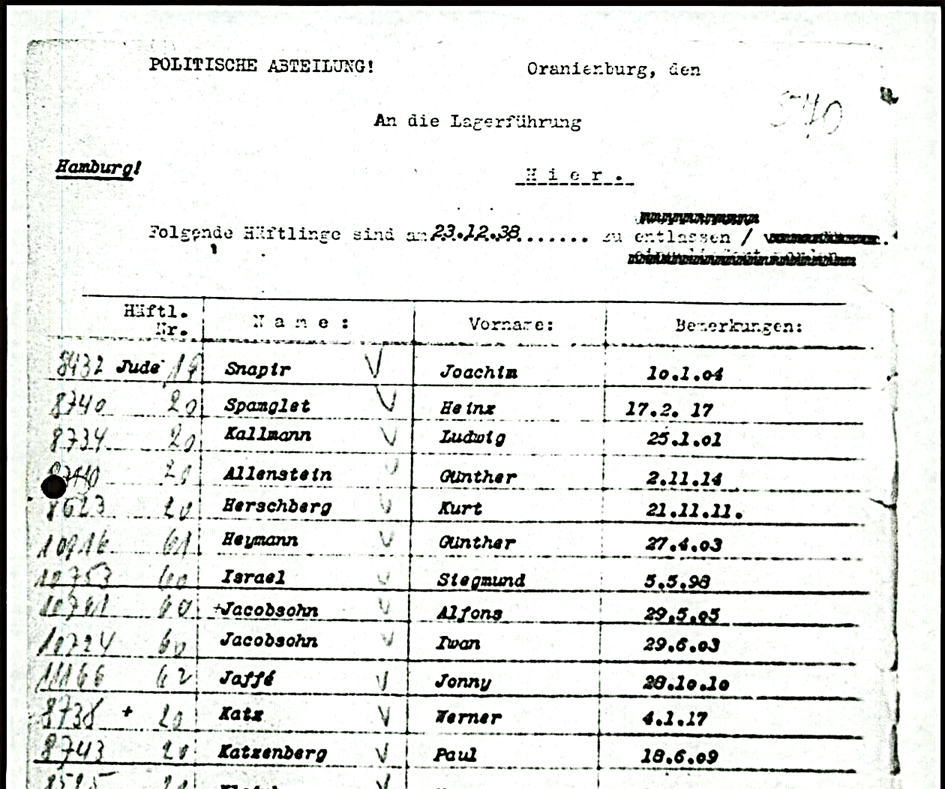 POLITISCHE ABTEILUNG!
Oranienburg, den
540
An die Lagerführung
Hamburg!
H i e r .
Folgende Häftlinge sind am 23.12.38....... zu entlassen /
Häftl. Nr. N a m e : Vorname: Bemerkungen:
8432 Jude 19 Snapir V Joachim 10.1.04
8740 20 Spanglet V Heinz 17.2. 17
8734 20 Kallmann V Ludwig 25.1.01
20 Allenstein V Günther 2.11.14
8623 20 Herschberg V Kurt 21.11.11.
61 Heymann V Günther 27.4.03
10753 60 Israel V Siegmund 5.5.98
60 +Jacobsohn V Alfons 29.5.05
10724 60 Jacobsohn V Iwan 29.6.03
11166 62 Jaffé V Jonny 28.10.10
8738 + 20 Katz V Werner 4.1.17
8743 20 Katzenberg V Paul 18.6.09